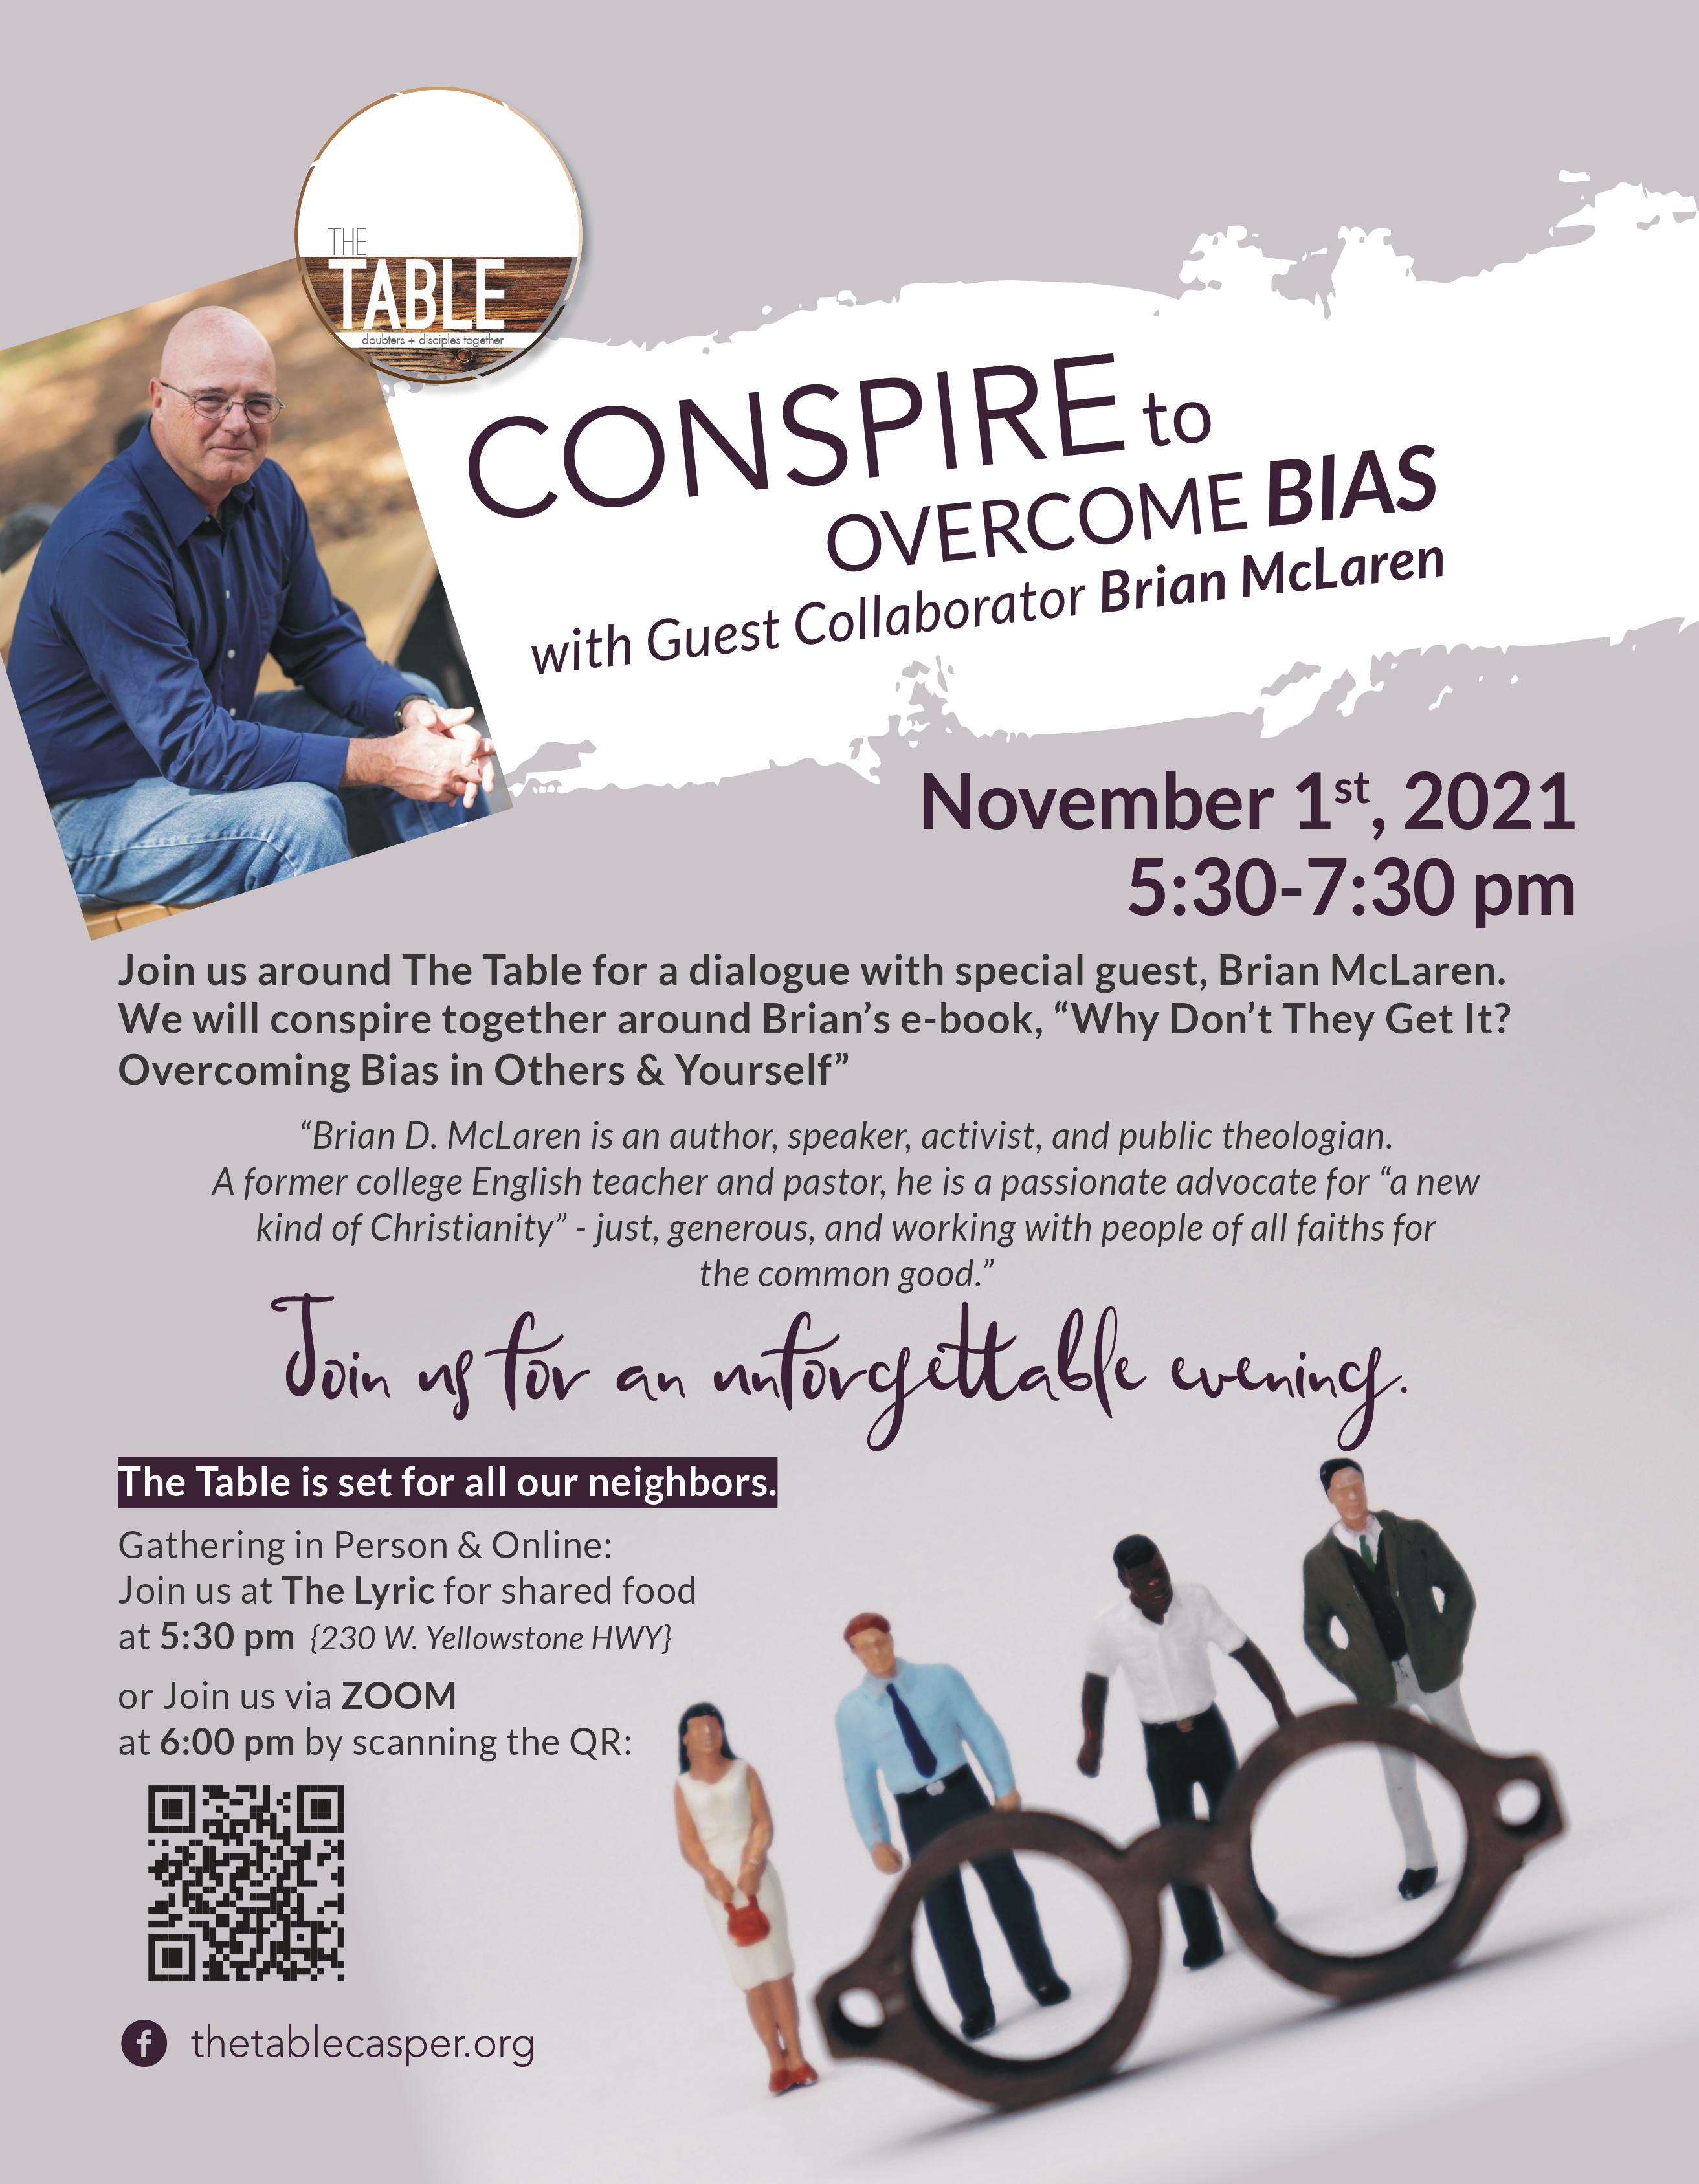 THE
TABLE
doubters + disciples together
CONSPIRE to
OVERCOME BIAS
with Guest Collaborator Brian McLaren
November 1st, 2021
5:30-7:30 pm
Join us around The Table for a dialogue with special guest, Brian McLaren.
We will conspire together around Brian’s e-book, “Why Don’t They Get It?
Overcoming Bias in Others & Yourself”
“Brian D. McLaren is an author, speaker, activist, and public theologian.
A former college English teacher and pastor, he is a passionate advocate for “a new
kind of Christianity” - just, generous, and working with people of all faiths for
the common good.”
Join us for an unforgettable evening.
The Table is set for all our neighbors.
Gathering in Person & Online:
Join us at The Lyric for shared food
at 5:30 pm {230 W. Yellowstone HWY}
or Join us via ZOOM
at 6:00 pm by scanning the QR:
f thetablecasper.org